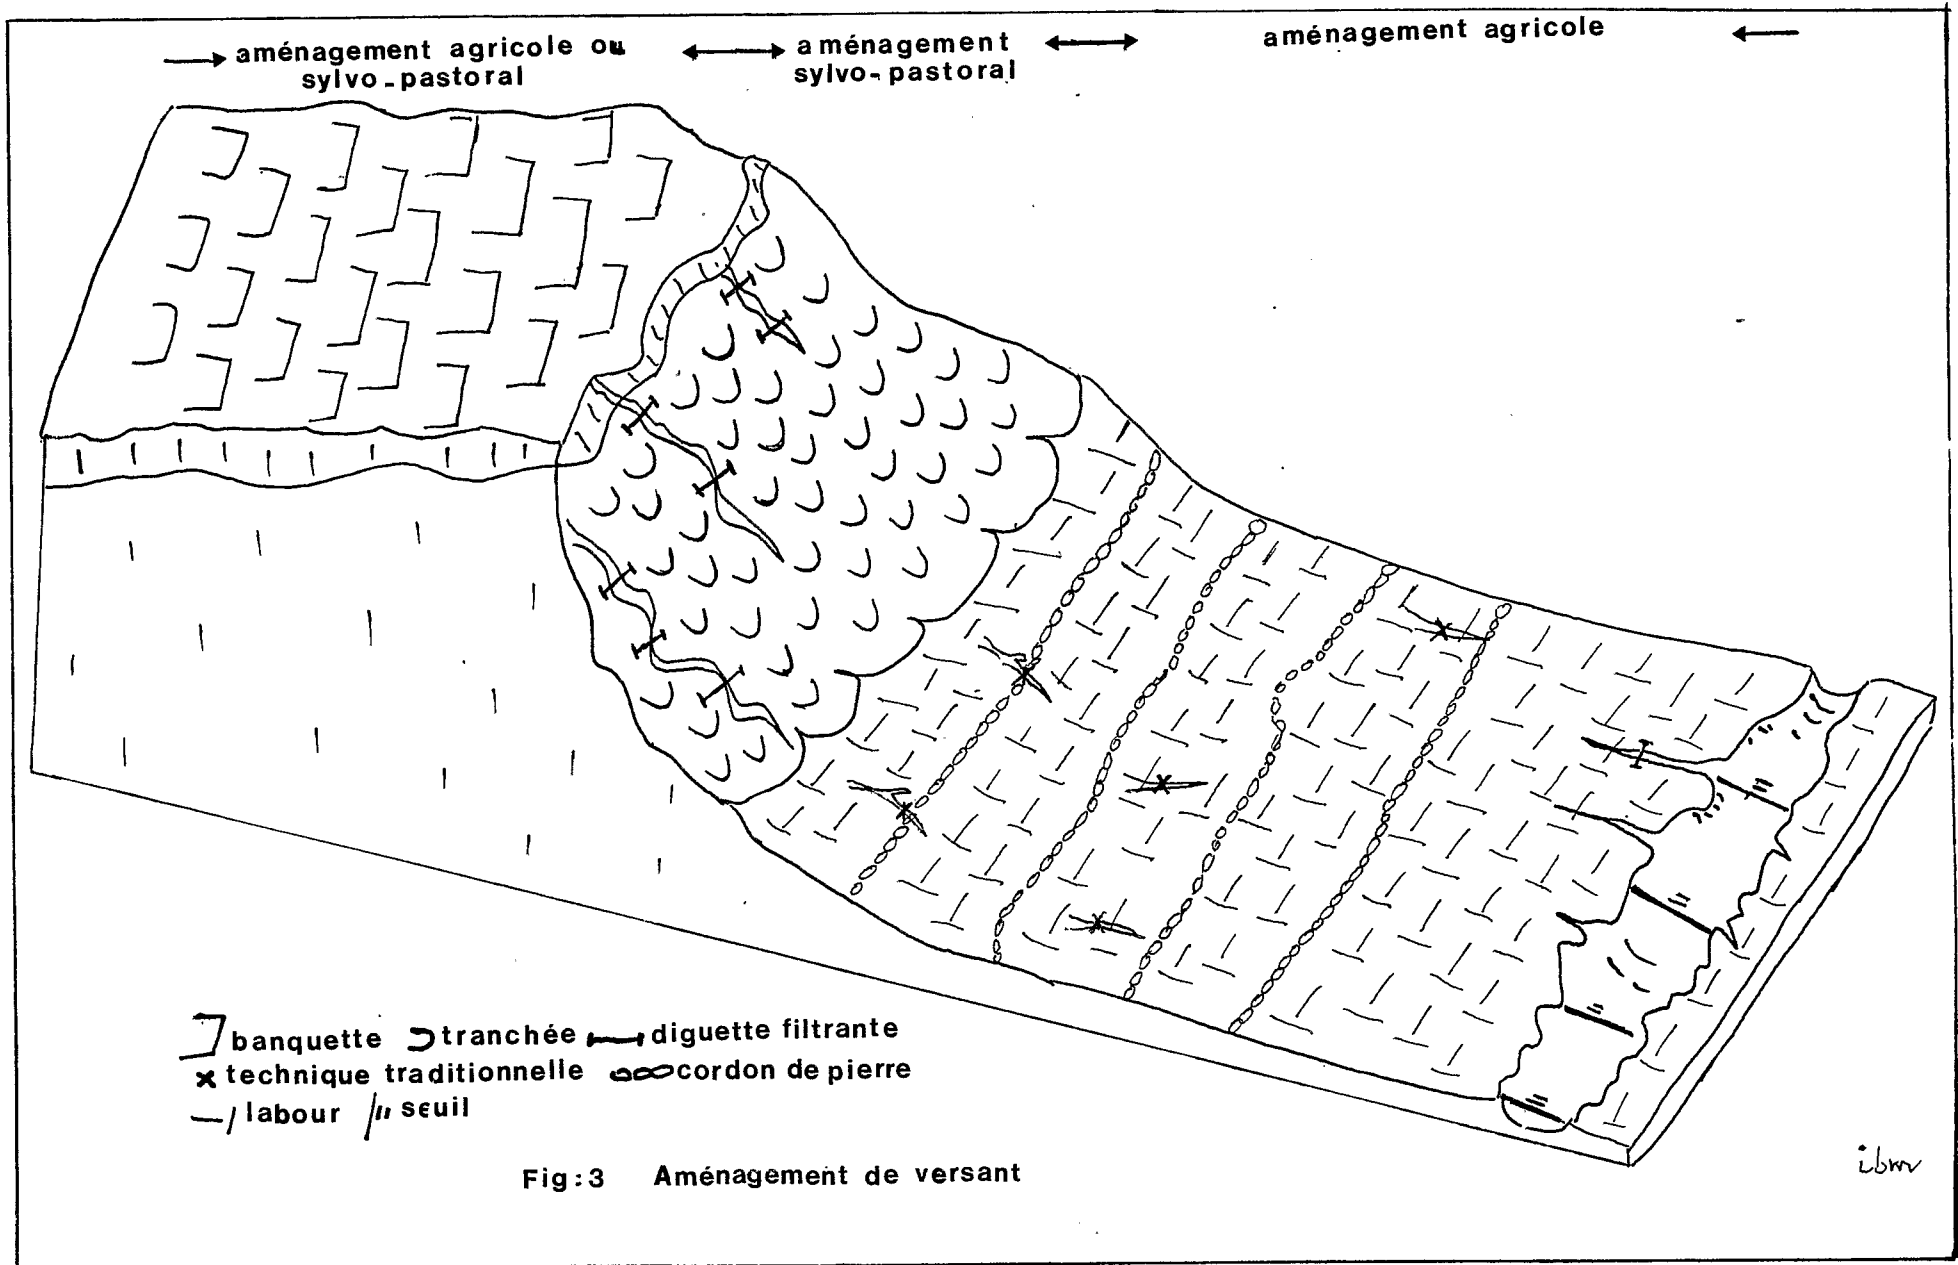 aménagement agricole ou
sylvo-pastoral
aménagement
sylvo-pastoral
aménagement agricole
banquette tranchée diguette filtrante
technique traditionnelle cordon de pierre
labour seuil
Fig:3 Aménagement de versant
ibm